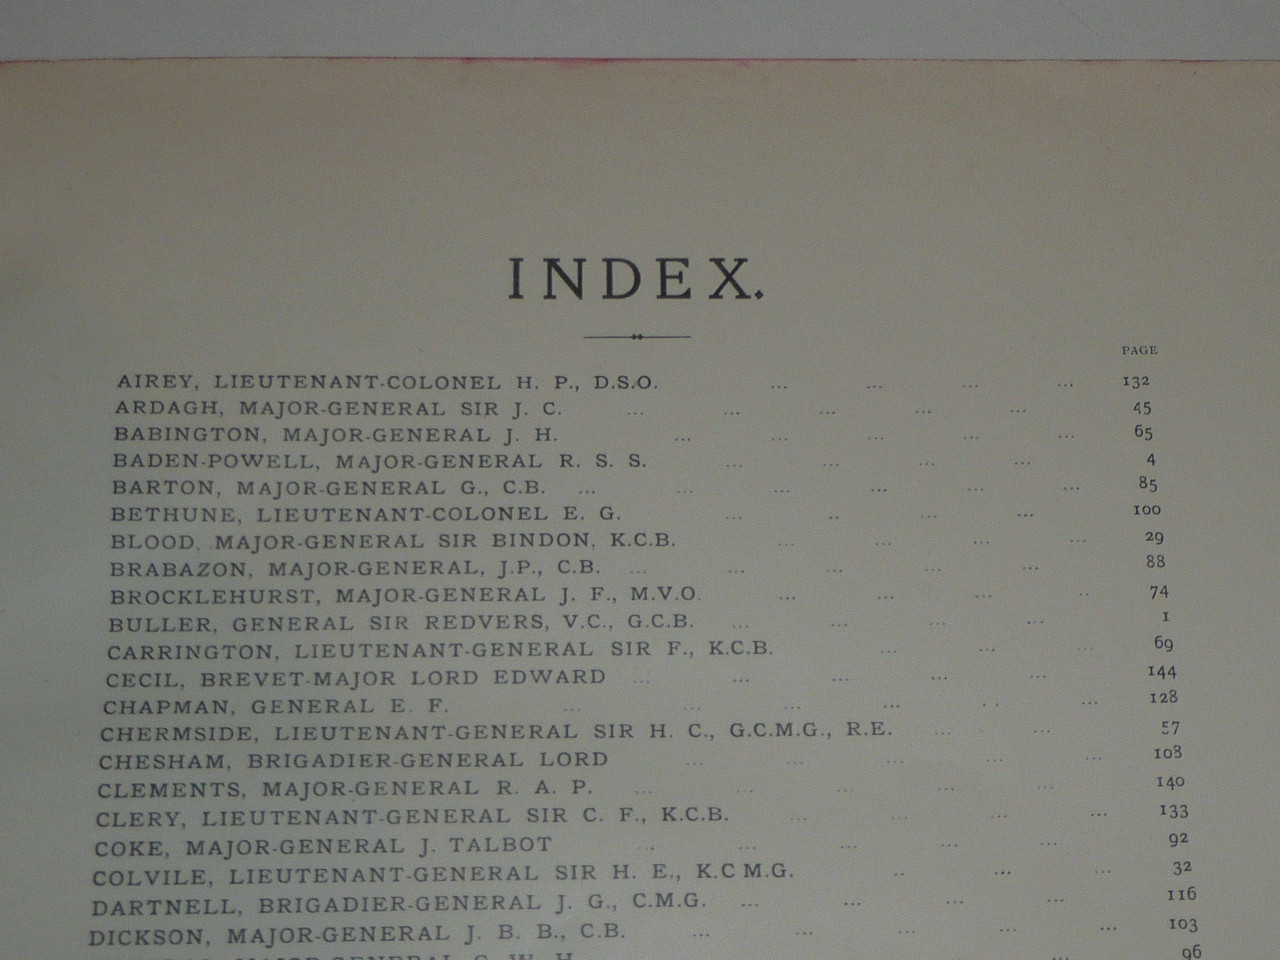 INDEX.
PAGE
AIREY, LIEUTENANT-COLONEL H. P., D.S.O. ... ... ... ... 132
ARDAGH, MAJOR-GENERAL SIR J. C. ... ... ... ... ... 45
BABINGTON, MAJOR-GENERAL J. H. ... ... ... ... ... 65
BADEN-POWELL, MAJOR-GENERAL R. S. S. ... ... ... ... 4
BARTON, MAJOR-GENERAL G., C.B. ... ... ... ... ... ... 85
BETHUNE, LIEUTENANT-COLONEL E. G. ... .. ... ... 100
BLOOD, MAJOR-GENERAL SIR BINDON, K.C.B. ... ... ... ... 29
BRABAZON, MAJOR-GENERAL, J.P., C.B. ... ... ... ... ... 88
BROCKLEHURST, MAJOR-GENERAL J. F., M.V.O. ... ... ... .. 74
BULLER, GENERAL SIR REDVERS, V.C., G.C.B. ... ... ... ... 1
CARRINGTON, LIEUTENANT-GENERAL SIR F., K.C.B. ... ... ... 69
CECIL, BREVET-MAJOR LORD EDWARD ... ... ... ... ... 144
CHAPMAN, GENERAL E. F. ... ... ... ... .. ... 128
CHERMSIDE, LIEUTENANT-GENERAL SIR H. C., G.C.M.G., R.E. ... ... 57
CHESHAM, BRIGADIER-GENERAL LORD ... ... ... ... ... 108
CLEMENTS, MAJOR-GENERAL R. A. P. ... ... ... ... ... 140
CLERY, LIEUTENANT-GENERAL SIR C. F., K.C.B. ... ... ... ... 133
COKE, MAJOR-GENERAL J. TALBOT ... ... ... ... ... 92
COLVILE, LIEUTENANT-GENERAL SIR H. E., K.C M.G. .. ... ... 32
DARTNELL, BRIGADIER-GENERAL J. G., C.M.G. ... ... ... ... 116
DICKSON, MAJOR-GENERAL J. B. B., C.B. ... ... ... ... ... 103
MAJOR-GENERAL C. W. H. ... 96